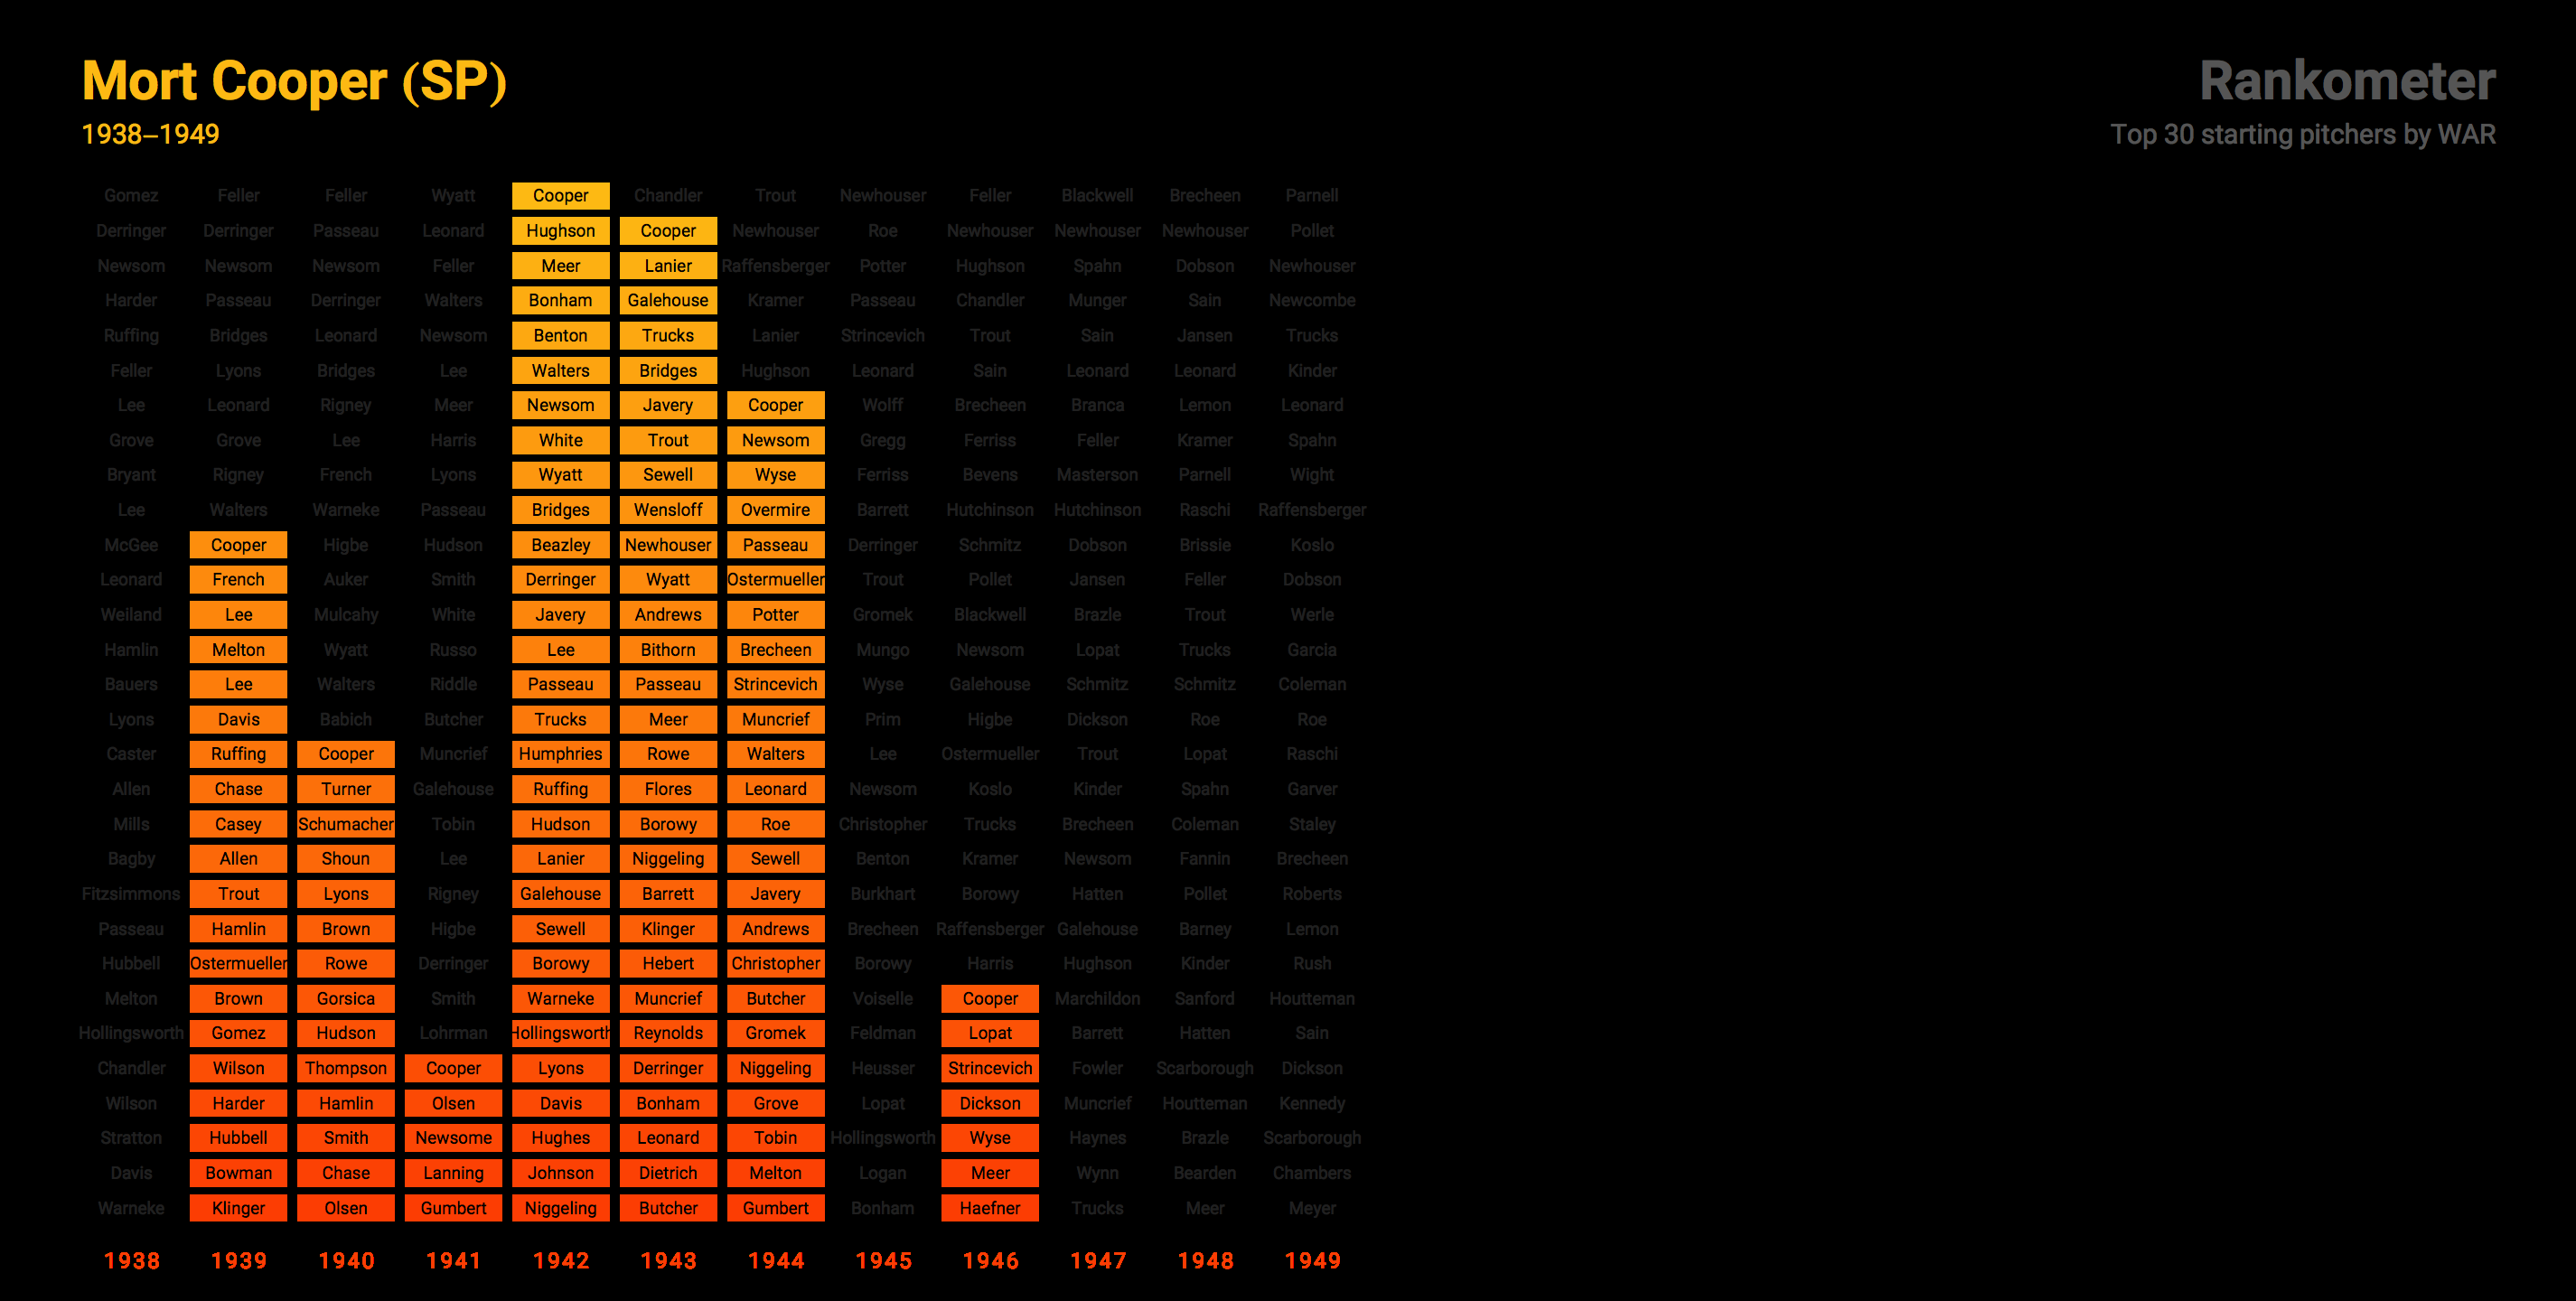 Mort Cooper (SP)
1938–1949
Rankometer
Top 30 starting pitchers by WAR
Gomez Feller Feller Wyatt Cooper Chandler Trout Newhouser Feller Blackwell Brecheen Parnell
Derringer Derringer Passeau Leonard Hughson Cooper Newhouser Roe Newhouser Newhouser Newhouser Pollet
Newsom Newsom Newsom Feller Meer Lanier Raffensberger Potter Hughson Spahn Dobson Newhouser
Harder Passeau Derringer Walters Bonham Galehouse Kramer Passeau Chandler Munger Sain Newcombe
Ruffing Bridges Leonard Newsom Benton Trucks Lanier Strincevich Trout Sain Jansen Trucks
Feller Lyons Bridges Lee Walters Bridges Hughson Leonard Sain Leonard Leonard Kinder
Lee Leonard Rigney Meer Newsom Javery Cooper Wolff Brecheen Branca Lemon Leonard
Grove Grove Lee Harris White Trout Newsom Gregg Ferriss Feller Kramer Spahn
Bryant Rigney French Lyons Wyatt Sewell Wyse Ferriss Bevens Masterson Parnell Wight
Lee Walters Warneke Passeau Bridges Wensloff Overmire Barrett Hutchinson Hutchinson Raschi Raffensberger
McGee Cooper Higbe Hudson Beazley Newhouser Passeau Derringer Schmitz Dobson Brissie Koslo
Leonard French Auker Smith Derringer Wyatt Ostermueller Trout Pollet Jansen Feller Dobson
Weiland Lee Mulcahy White Javery Andrews Potter Gromek Blackwell Brazle Trout Werle
Hamlin Melton Wyatt Russo Lee Bithorn Brecheen Mungo Newsom Lopat Trucks Garcia
Bauers Lee Walters Riddle Passeau Passeau Strincevich Wyse Galehouse Schmitz Schmitz Coleman
Lyons Davis Babich Butcher Trucks Meer Muncrief Prim Higbe Dickson Roe Roe
Caster Ruffing Cooper Muncrief Humphries Rowe Walters Lee Ostermueller Trout Lopat Raschi
Allen Chase Turner Galehouse Ruffing Flores Leonard Newsom Koslo Kinder Spahn Garver
Mills Casey Schumacher Tobin Hudson Borowy Roe Christopher Trucks Brecheen Coleman Staley
Bagby Allen Shoun Lee Lanier Niggeling Sewell Benton Kramer Newsom Fannin Brecheen
Fitzsimmons Trout Lyons Rigney Galehouse Barrett Javery Burkhart Borowy Hatten Pollet Roberts
Passeau Hamlin Brown Higbe Sewell Klinger Andrews Brecheen Raffensberger Galehouse Barney Lemon
Hubbell Ostermueller Rowe Derringer Borowy Hebert Christopher Borowy Harris Hughson Kinder Rush
Melton Brown Gorsica Smith Warneke Muncrief Butcher Voiselle Cooper Marchildon Sanford Houtteman
Hollingsworth Gomez Hudson Lohrman Hollingsworth Reynolds Gromek Feldman Lopat Barrett Hatten Sain
Chandler Wilson Thompson Cooper Lyons Derringer Niggeling Heusser Strincevich Fowler Scarborough Dickson
Wilson Harder Hamlin Olsen Davis Bonham Grove Lopat Dickson Muncrief Houtteman Kennedy
Stratton Hubbell Smith Newsome Hughes Leonard Tobin Hollingsworth Wyse Haynes Brazle Scarborough
Davis Bowman Chase Lanning Johnson Dietrich Melton Logan Meer Wynn Bearden Chambers
Warneke Klinger Olsen Gumbert Niggeling Butcher Gumbert Bonham Haefner Trucks Meer Meyer
1938 1939 1940 1941 1942 1943 1944 1945 1946 1947 1948 1949